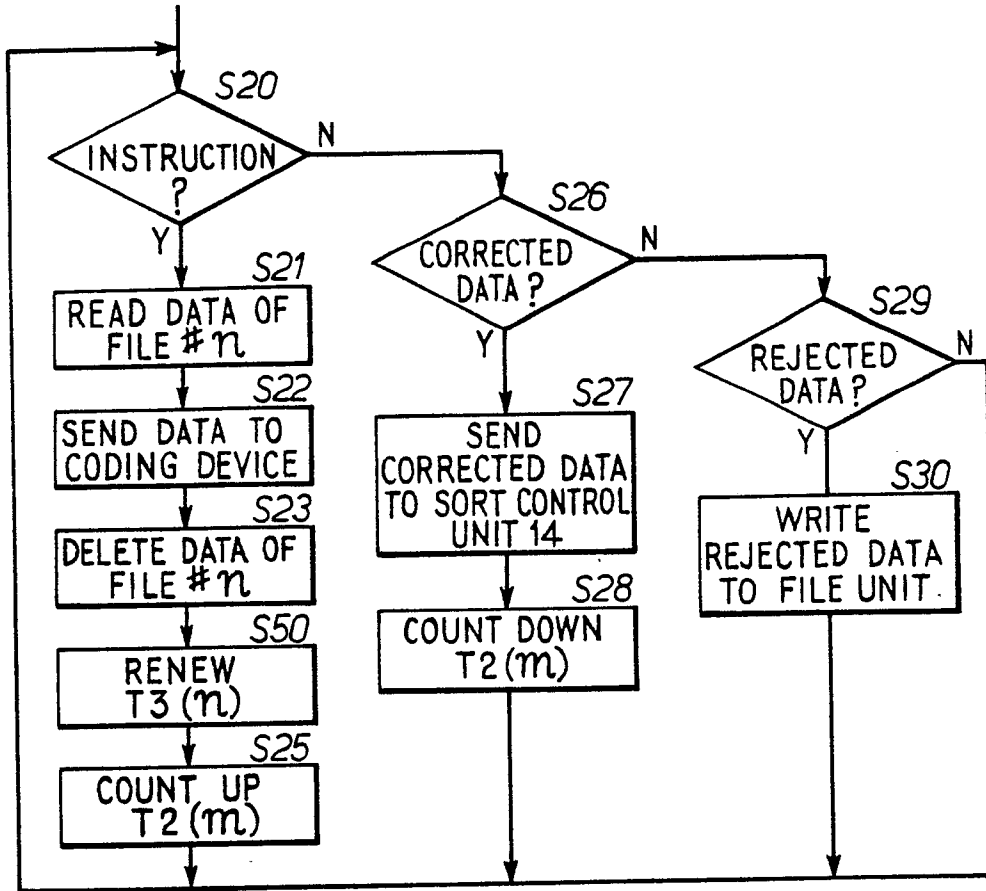 S20
INSTRUCTION
?
N
Y
S21
READ DATA OF
FILE #n
S22
SEND DATA TO
CODING DEVICE
S23
DELETE DATA OF
FILE #n
S50
RENEW
T3(n)
S25
COUNT UP
T2(m)
S26
CORRECTED
DATA?
N
Y
S27
SEND
CORRECTED DATA
TO SORT CONTROL
UNIT 14
S28
COUNT DOWN
T2(m)
S29
REJECTED
DATA?
N
Y
S30
WRITE
REJECTED DATA
TO FILE UNIT